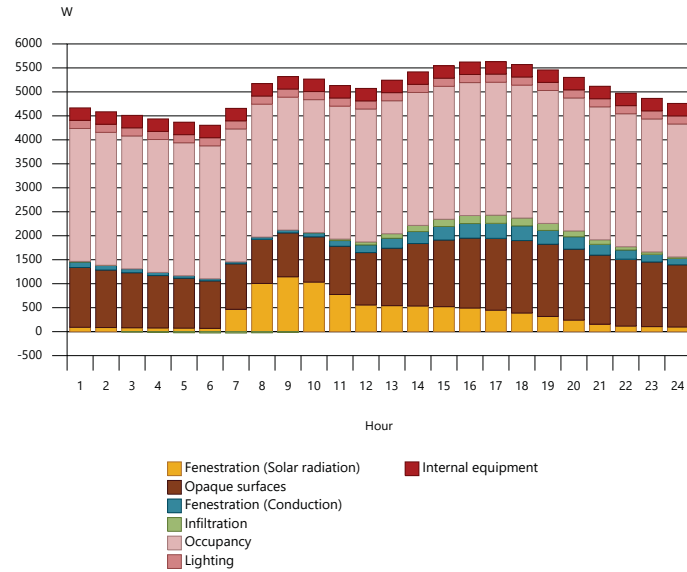 W
6000
5500
5000
4500
4000
3500
3000
2500
2000
1500
1000
500
0
-500
1 2 3 4 5 6 7 8 9 10 11 12 13 14 15 16 17 18 19 20 21 22 23 24
Hour
Fenestration (Solar radiation) Internal equipment
Opaque surfaces
Fenestration (Conduction)
Infiltration
Occupancy
Lighting